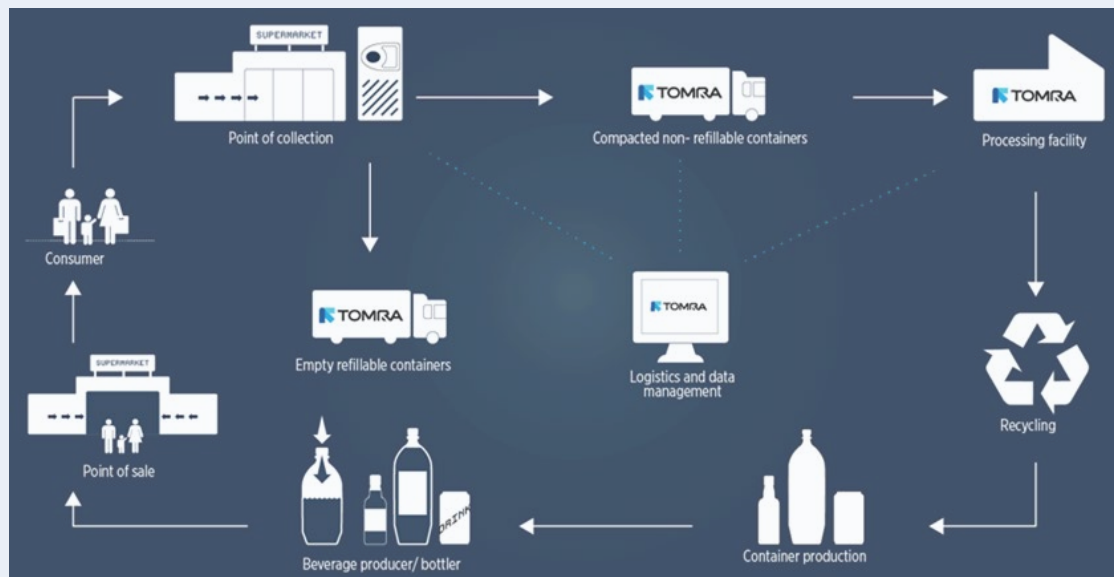 SUPERMARKET
Point of collection
TOMRA
Compacted non- refillable containers
TOMRA
Processing facility
Consumer
TOMRA
Empty refillable containers
TOMRA
Logistics and data
management
SUPERMARKET
Point of sale
Recycling
DRINK
Beverage producer/ bottler
Container production